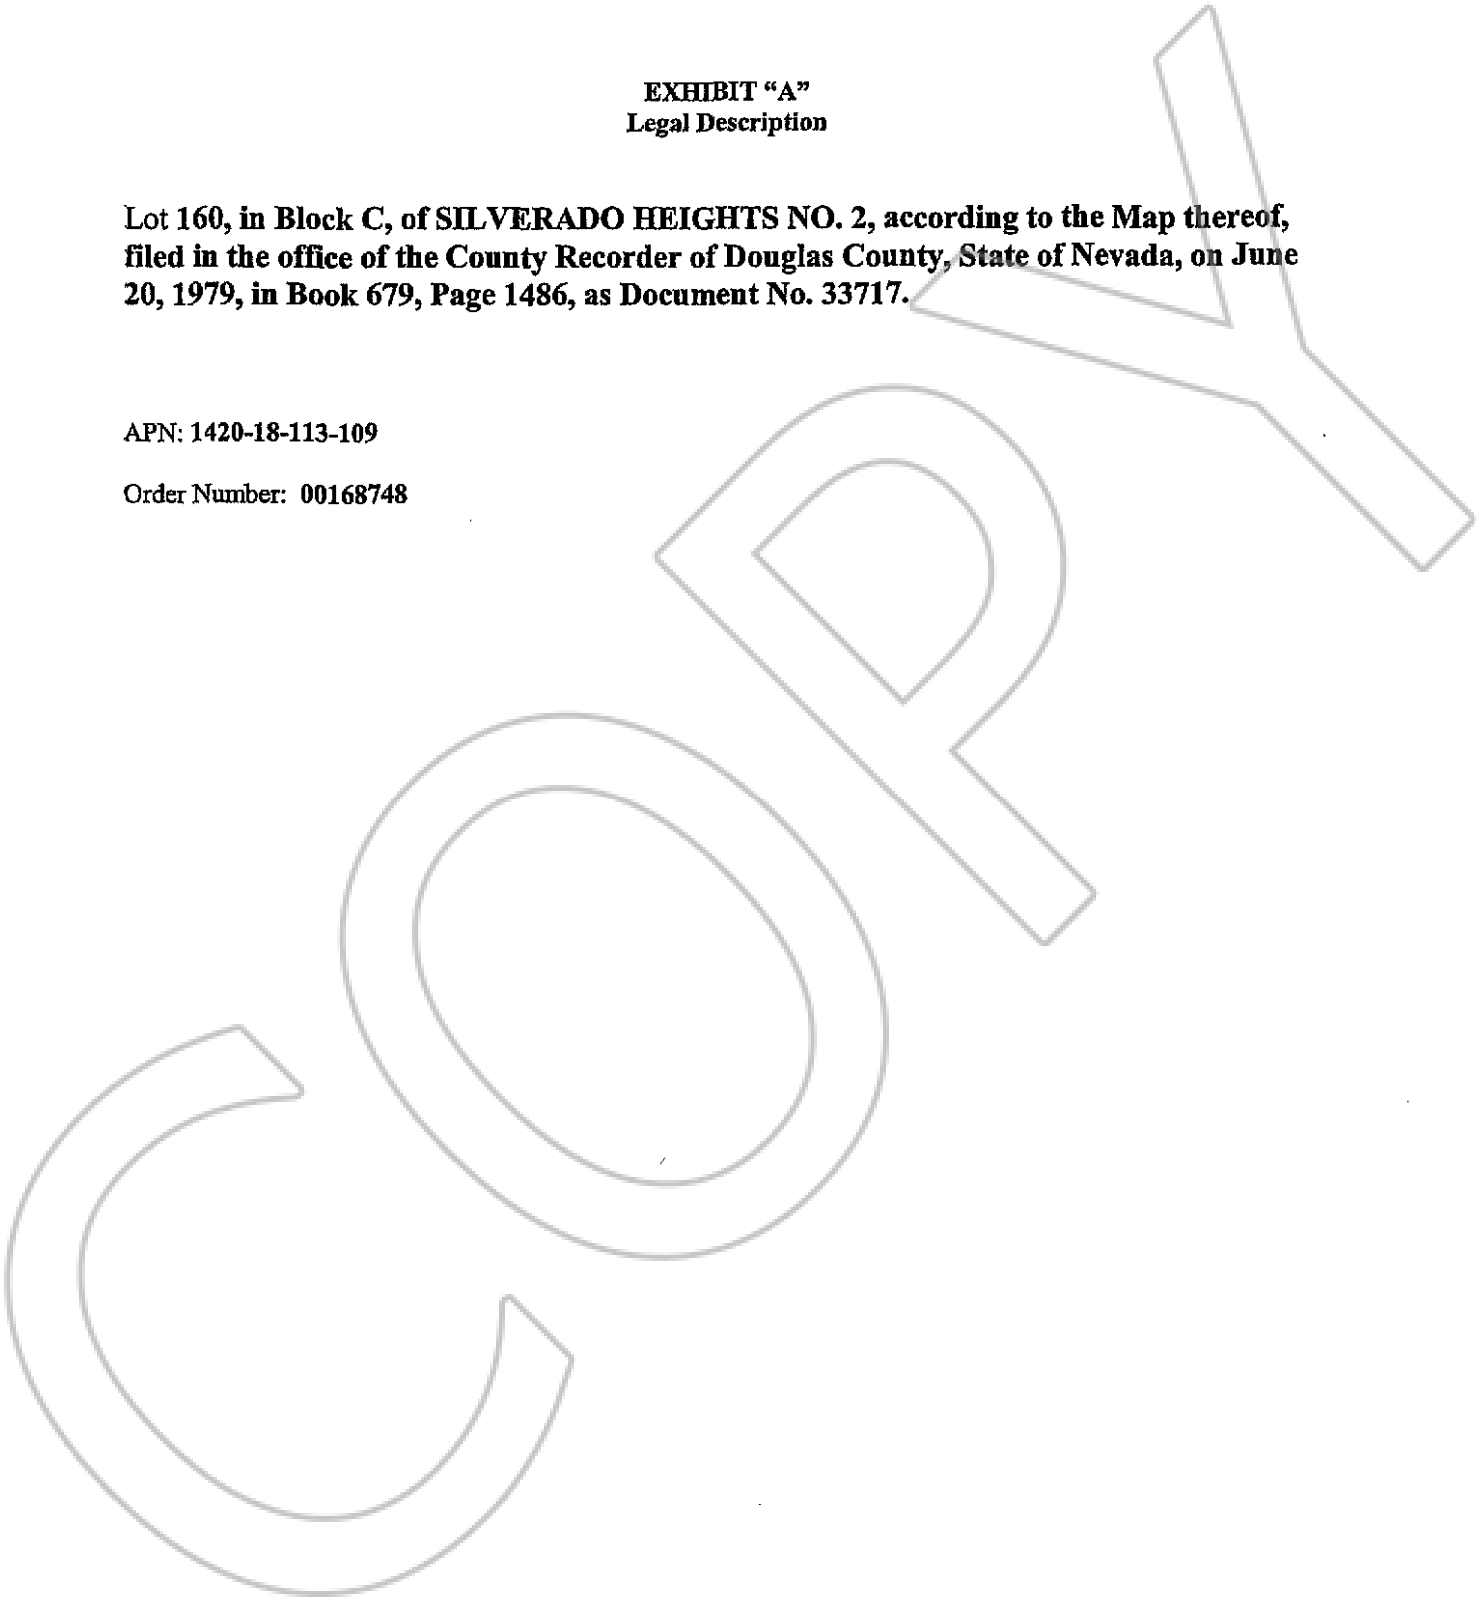 EXHIBIT “A”
Legal Description
Lot 160, in Block C, of SILVERADO HEIGHTS NO. 2, according to the Map thereof,
filed in the office of the County Recorder of Douglas County, State of Nevada, on June
20, 1979, in Book 679, Page 1486, as Document No. 33717.
APN: 1420-18-113-109
Order Number: 00168748
COPY